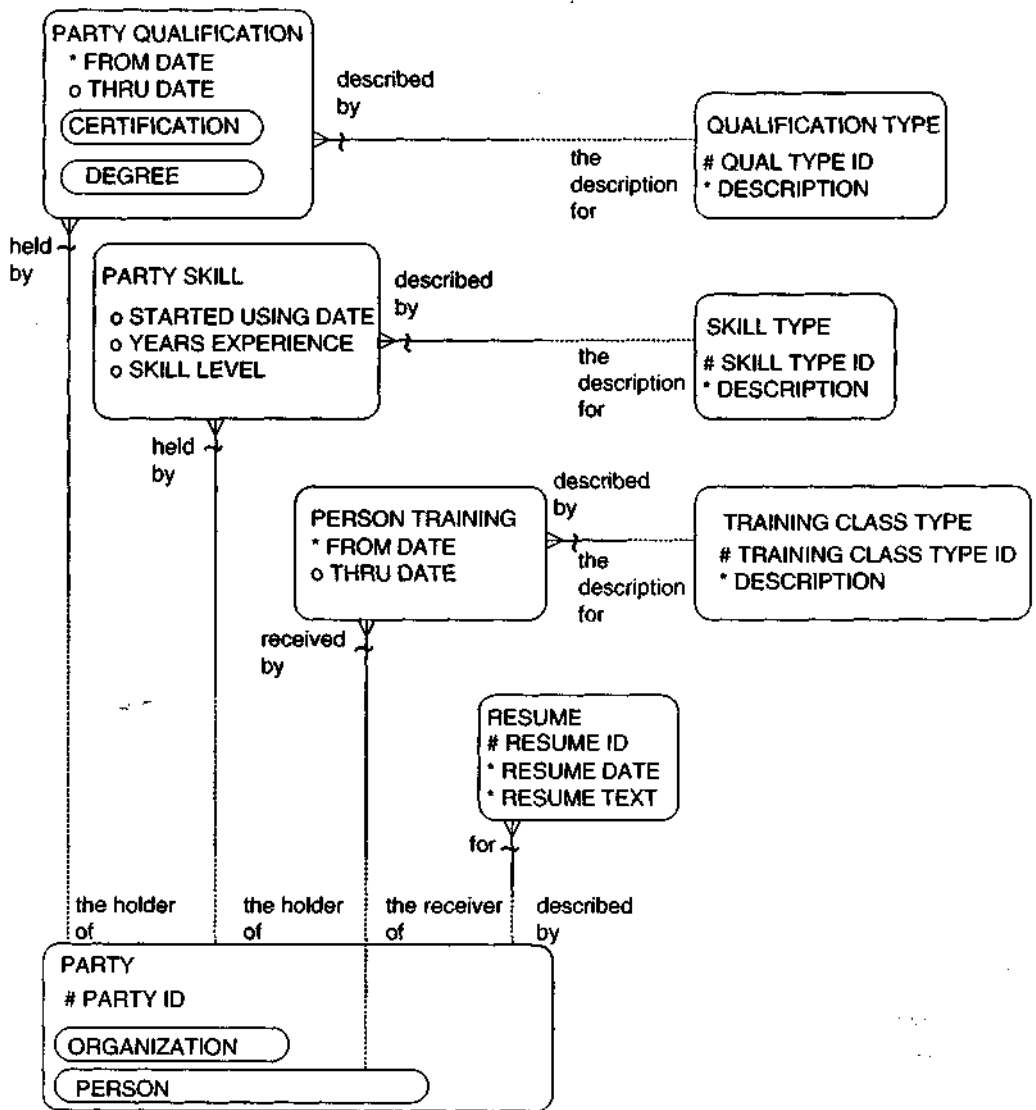 PARTY QUALIFICATION
* FROM DATE
o THRU DATE
CERTIFICATION
DEGREE
described
by
the
description
for
QUALIFICATION TYPE
# QUAL TYPE ID
* DESCRIPTION
held
by
PARTY SKILL
o STARTED USING DATE
o YEARS EXPERIENCE
o SKILL LEVEL
described
by
the
description
for
SKILL TYPE
# SKILL TYPE ID
* DESCRIPTION
held
by
PERSON TRAINING
* FROM DATE
o THRU DATE
described
by
the
description
for
TRAINING CLASS TYPE
# TRAINING CLASS TYPE ID
* DESCRIPTION
received
by
RESUME
# RESUME ID
* RESUME DATE
* RESUME TEXT
for
the holder
of
the holder
of
the receiver
of
described
by
PARTY
# PARTY ID
ORGANIZATION
PERSON